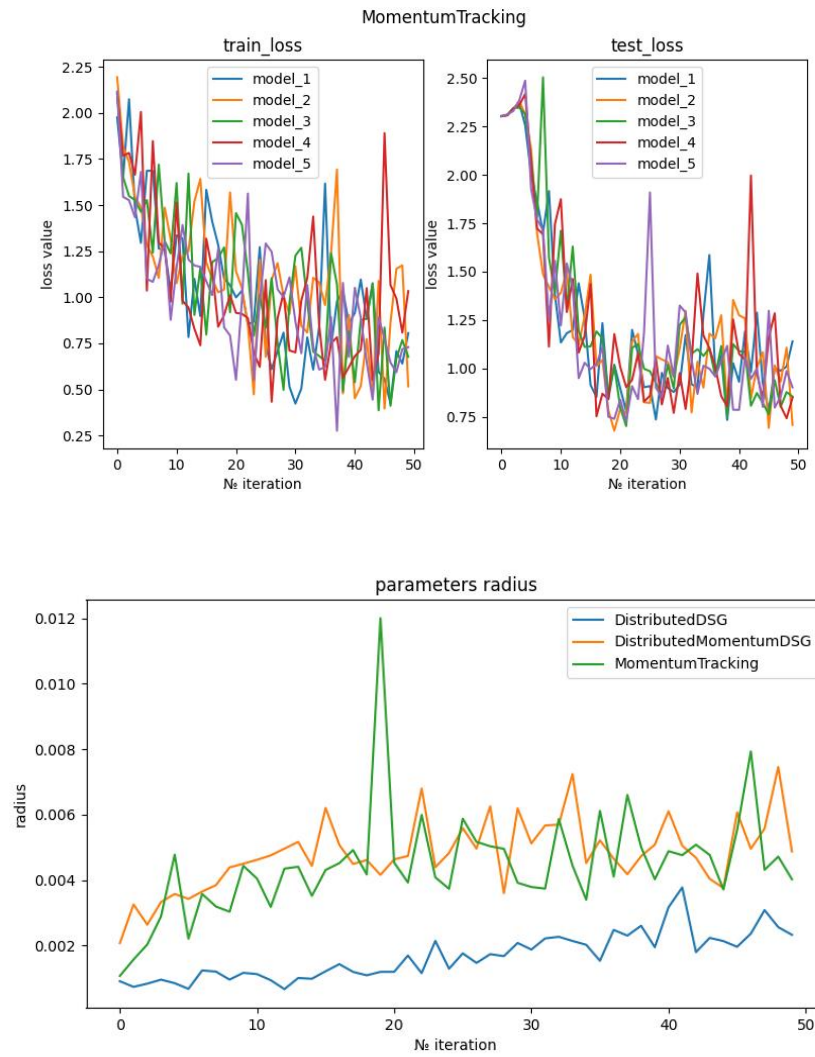 MomentumTracking
train_loss
2.25
2.00
1.75
1.50
1.25
1.00
0.75
0.50
0.25
loss value
model_1
model_2
model_3
model_4
model_5
0 10 20 30 40 50
№ iteration
test_loss
2.50
2.25
2.00
1.75
1.50
1.25
1.00
0.75
loss value
model_1
model_2
model_3
model_4
model_5
0 10 20 30 40 50
№ iteration
parameters radius
0.012
0.010
0.008
0.006
0.004
0.002
radius
DistributedDSG
DistributedMomentumDSG
MomentumTracking
0 10 20 30 40 50
№ iteration